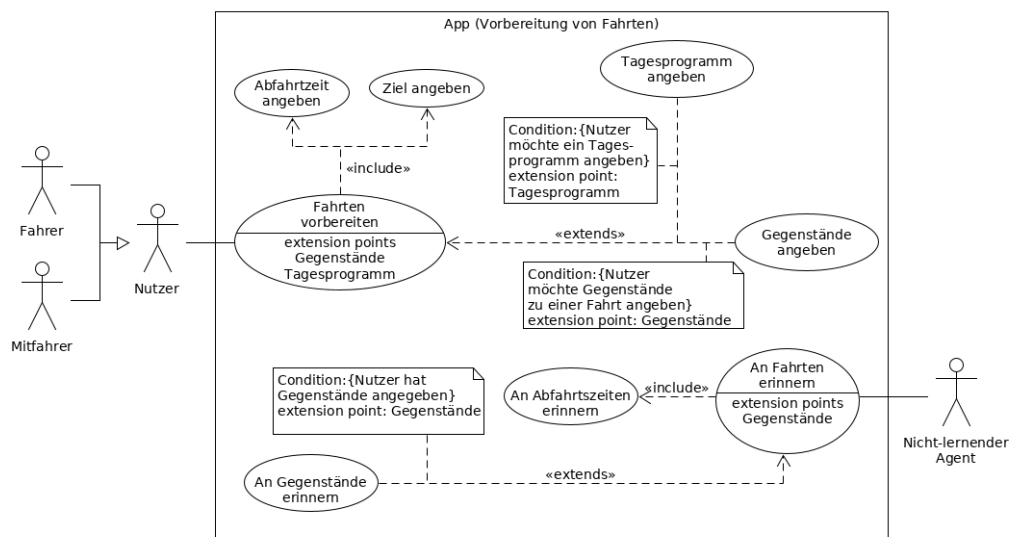 App (Vorbereitung von Fahrten)
Tagesprogramm
angeben
Abfahrtzeit
angeben
Ziel angeben
Condition:{Nutzer
möchte ein Tages-
programm angeben}
extension point:
Tagesprogramm
«include»
Fahrer
Fahrten
vorbereiten
extension points
Gegenstände
Tagesprogramm
«extends»
Gegenstände
angeben
Nutzer
Condition:{Nutzer
möchte Gegenstände
zu einer Fahrt angeben}
extension point: Gegenstände
Mitfahrer
Condition:{Nutzer hat
Gegenstände angegeben}
extension point: Gegenstände
An Abfahrtszeiten
erinnern
«include»
An Fahrten
erinnern
extension points
Gegenstände
Nicht-lernender
Agent
An Gegenstände
erinnern
«extends»